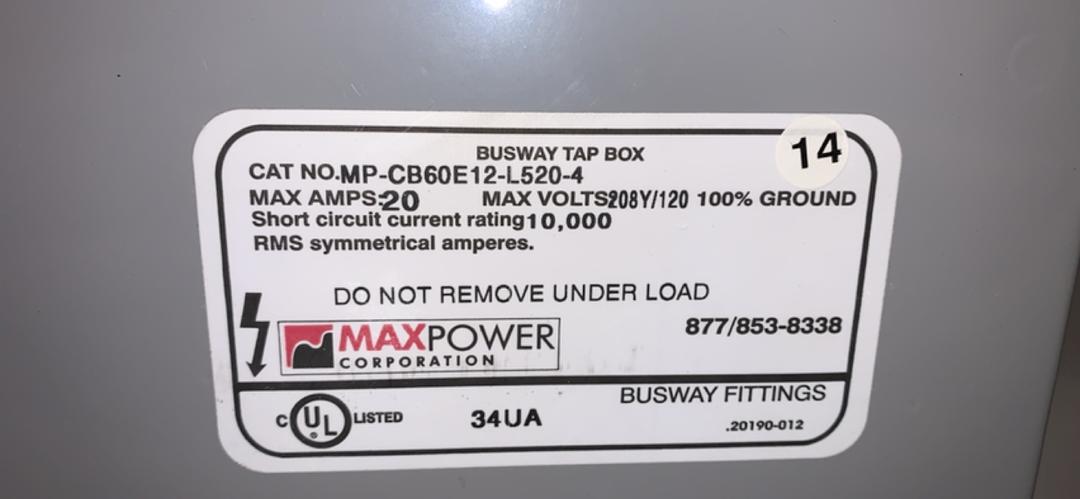 14
BUSWAY TAP BOX
CAT NO.MP-CB60E12-L520-4
MAX AMPS:20 MAX VOLTS208Y/120 100% GROUND
Short circuit current rating10,000
RMS symmetrical amperes.
DO NOT REMOVE UNDER LOAD
877/853-8338
MAXPOWER
CORPORATION
BUSWAY FITTINGS
C UL® LISTED 34UA
.20190-012